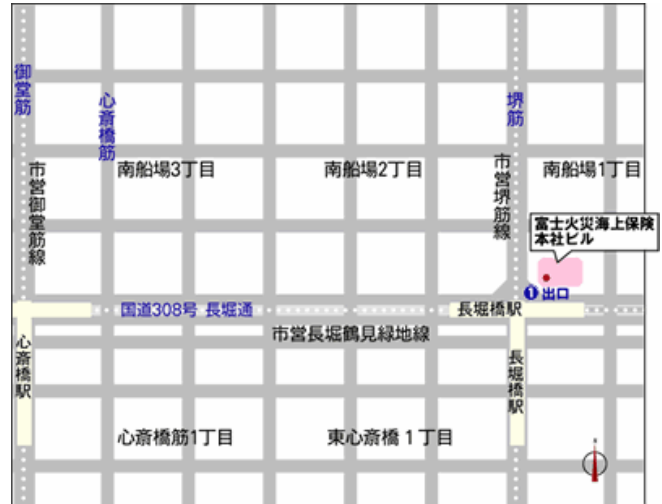 御堂筋
心斎橋筋
堺筋
市営御堂筋線
南船場3丁目
南船場2丁目
市営堺筋線
南船場1丁目
富士火災海上保険
本社ビル
1 出口
国道308号 長堀通
長堀橋駅
市営長堀鶴見緑地線
心斎橋駅
長堀橋駅
心斎橋筋1丁目
東心斎橋1丁目